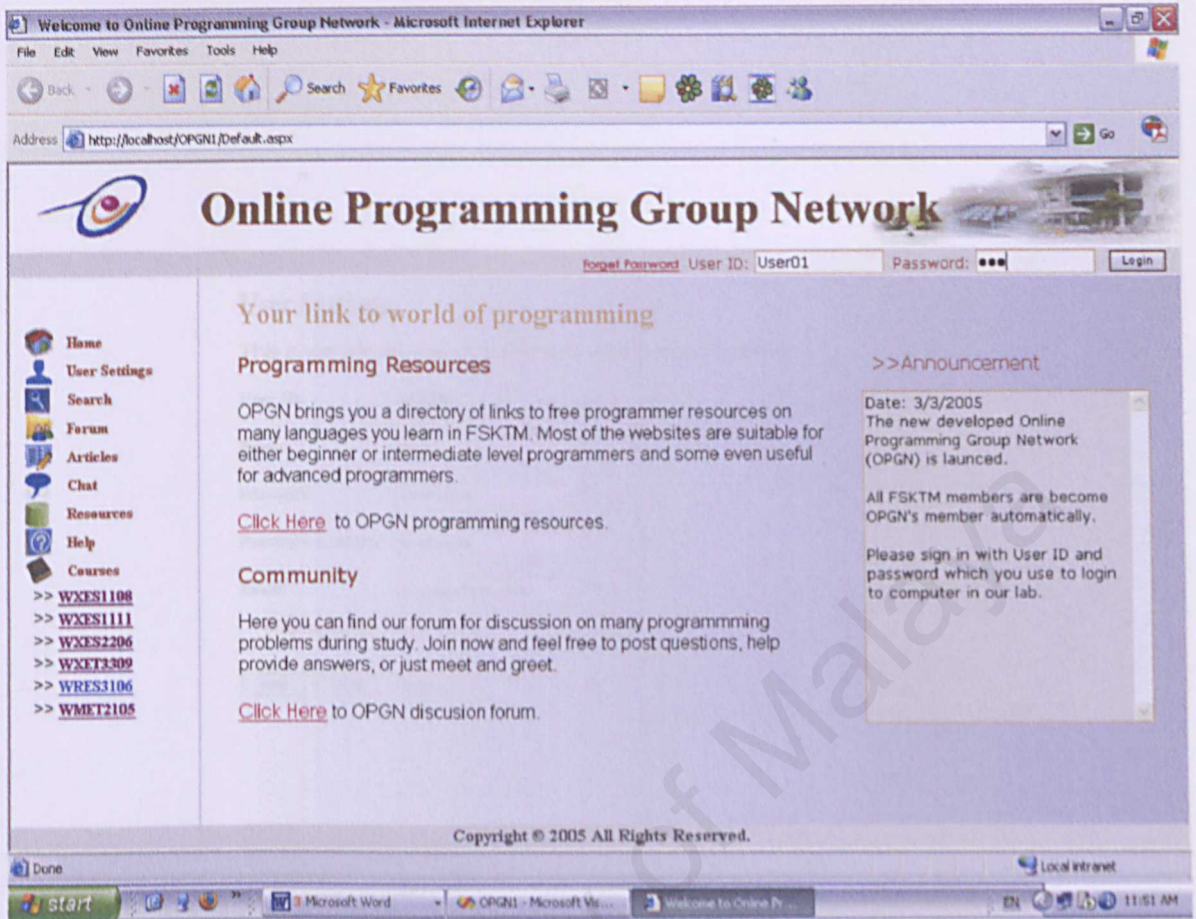 Welcome to Online Programming Group Network - Microsoft Internet Explorer
File Edit View Favorites Tools Help
Back Search Favorites
Address http://localhost/OPGN1/Default.aspx Go
Online Programming Group Network
Forget Password User ID: User01 Password: ●●● Login
Your link to world of programming
Home
User Settings
Search
Forum
Articles
Chat
Resources
Help
Courses
>> WXES1108
>> WXES1111
>> WXES2206
>> WXET3309
>> WRES3106
>> WMET2105
Programming Resources
OPGN brings you a directory of links to free programmer resources on
many languages you learn in FSKTM. Most of the websites are suitable for
either beginner or intermediate level programmers and some even useful
for advanced programmers.
Click Here to OPGN programming resources.
Community
Here you can find our forum for discussion on many programmming
problems during study. Join now and feel free to post questions, help
provide answers, or just meet and greet.
Click Here to OPGN discusion forum.
>>Announcement
Date: 3/3/2005
The new developed Online
Programming Group Network
(OPGN) is launced.
All FSKTM members are become
OPGN's member automatically.
Please sign in with User ID and
password which you use to login
to computer in our lab.
Copyright © 2005 All Rights Reserved.
Done Local intranet
start 3 Microsoft Word OPGN1 - Microsoft Vis... Welcome to Online Pr... EN 11:51 AM
of Malaya